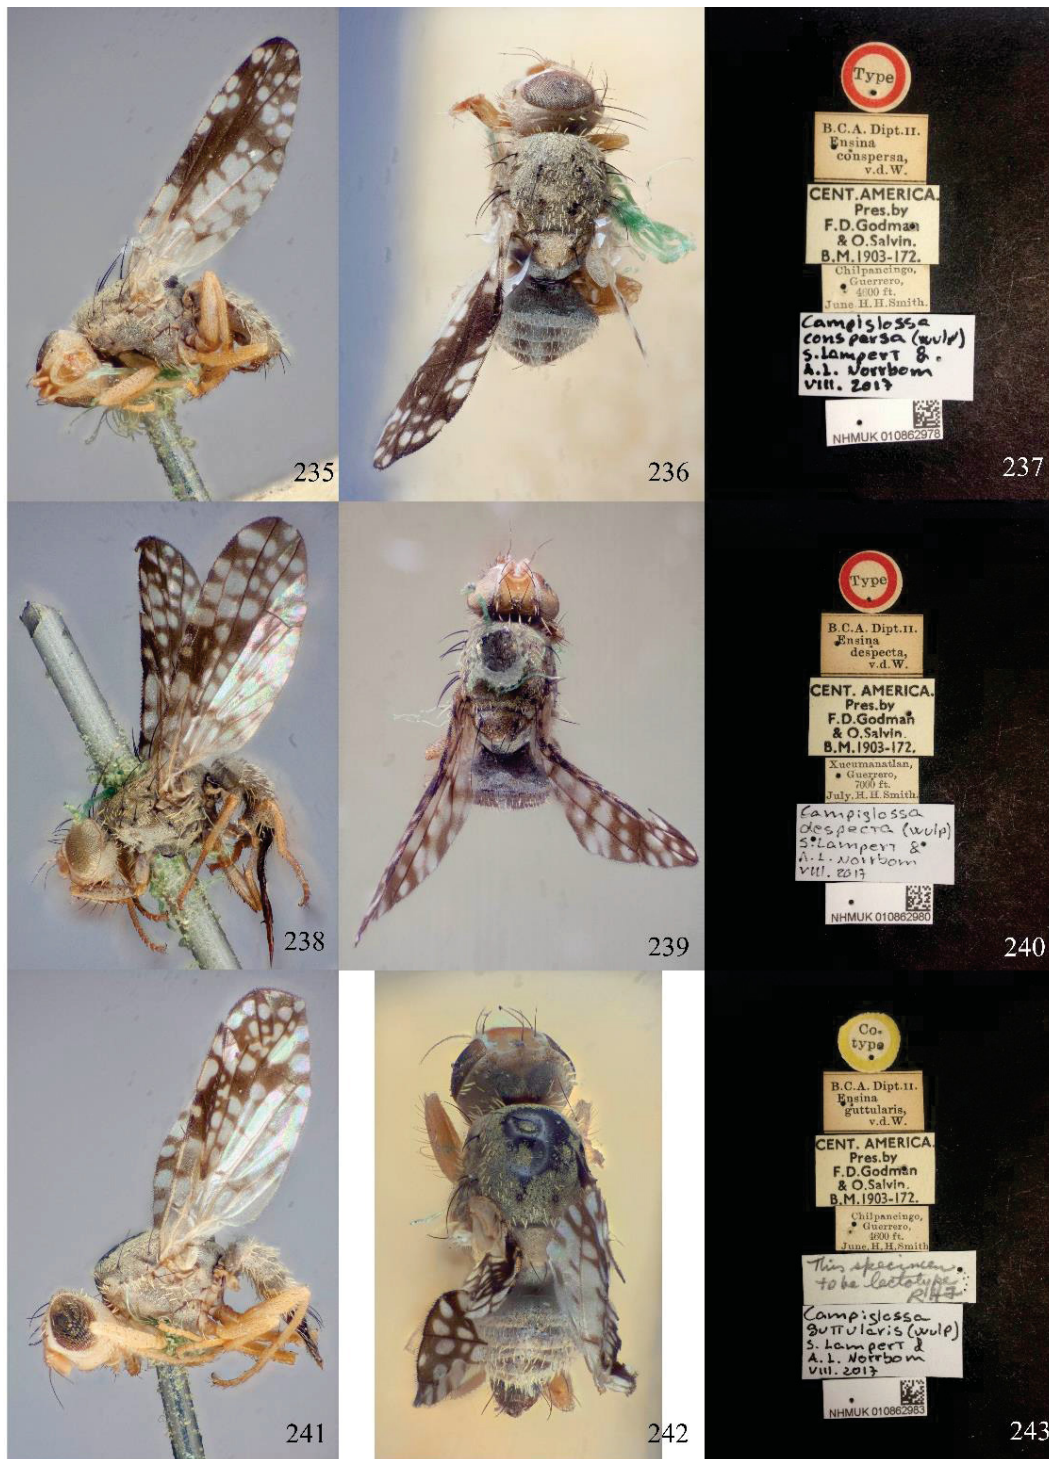 235
236
Type
B.C.A. Dipt.II.
Ensina
conspersa,
v.d.W.
CENT. AMERICA.
Pres.by
F.D.Godman
& O.Salvin.
B.M.1903-172.
Chilpancingo,
Guerrero,
4600 ft.
June H.H.Smith.
Campiglossa
conspersa (wulp)
S. Lampert &
A.L. Norrbom
VIII. 2017
NHMUK 010862978
237
238
239
Type
B.C.A. Dipt.II.
Ensina
despecta,
v.d.W.
CENT. AMERICA.
Pres.by
F.D.Godman
& O.Salvin.
B.M.1903-172.
Xucumanatlan,
Guerrero,
7000 ft.
July. H.H.Smith.
Campiglossa
despecta (wulp)
S. Lampert &
A.L. Norrbom
VIII. 2017
NHMUK 010862980
240
241
242
Co-
type
B.C.A. Dipt.II.
Ensina
guttularis,
v.d.W.
CENT. AMERICA.
Pres.by
F.D.Godman
& O.Salvin.
B.M.1903-172.
Chilpancingo,
Guerrero,
4600 ft.
June, H.H.Smith
This specimen
to be lectotype
RHF
Campiglossa
guttularis (wulp)
S. Lampert &
A.L. Norrbom
VIII. 2017
NHMUK 010862983
243